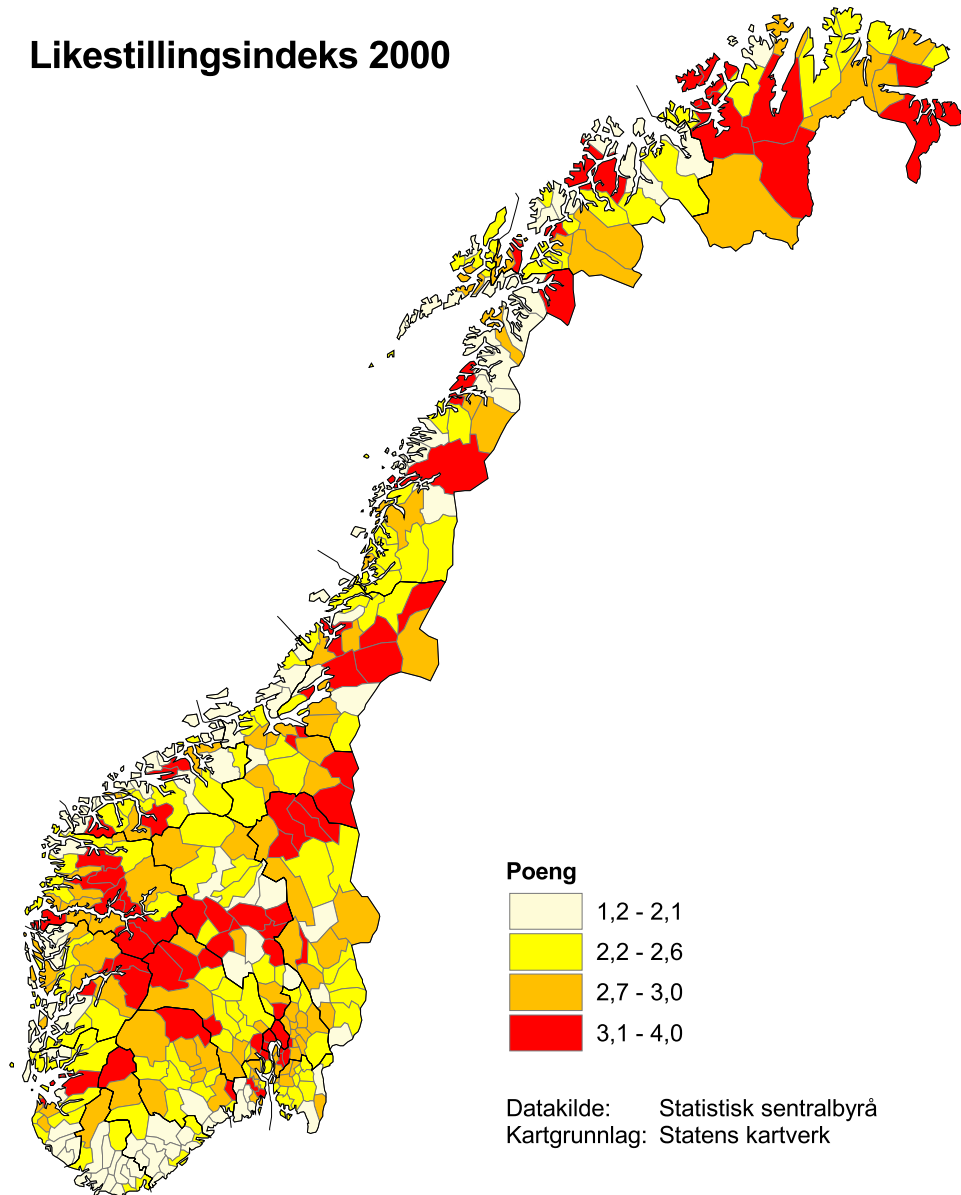 Likestillingsindeks 2000
Poeng
1,2 - 2,1
2,2 - 2,6
2,7 - 3,0
3,1 - 4,0
Datakilde: Statistisk sentralbyrå
Kartgrunnlag: Statens kartverk